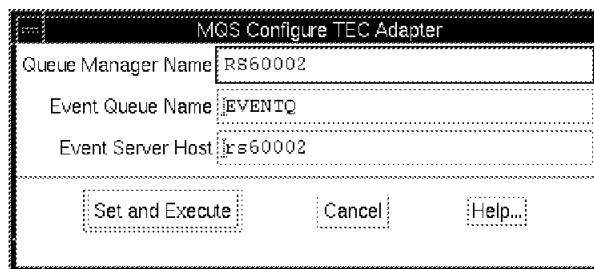 MQS Configure TEC Adapter
Queue Manager Name RS60002
Event Queue Name EVENTQ
Event Server Host rs60002
Set and Execute Cancel Help...